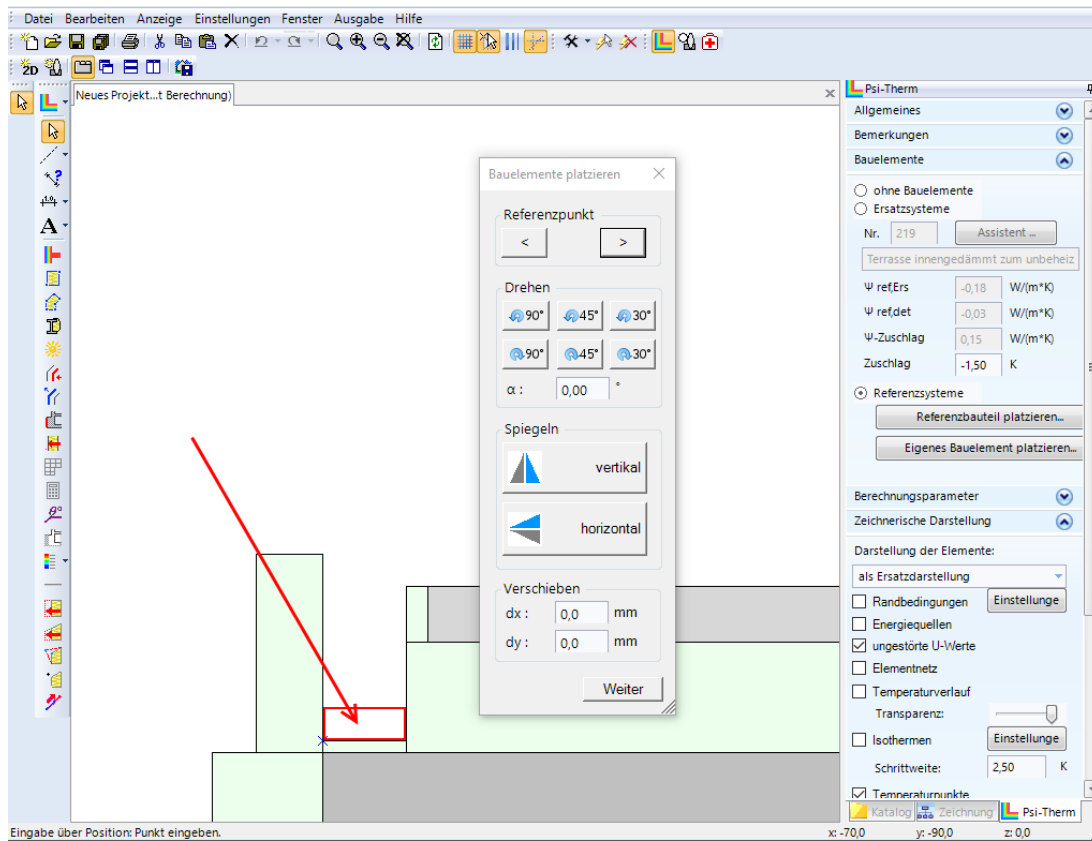 Datei Bearbeiten Anzeige Einstellungen Fenster Ausgabe Hilfe
2D
Neues Projekt...t Berechnung)
Bauelemente platzieren
Referenzpunkt
< >
Drehen
90° 45° 30°
90° 45° 30°
α : 0,00 °
Spiegeln
vertikal
horizontal
Verschieben
dx : 0,0 mm
dy : 0,0 mm
Weiter
Psi-Therm
Allgemeines
Bemerkungen
Bauelemente
ohne Bauelemente
Ersatzsysteme
Nr. 219 Assistent ...
Terrasse innengedämmt zum unbeheiz
Ψ ref,Ers -0,18 W/(m*K)
Ψ ref,det -0,03 W/(m*K)
Ψ-Zuschlag 0,15 W/(m*K)
Zuschlag -1,50 K
Referenzsysteme
Referenzbauteil platzieren...
Eigenes Bauelement platzieren...
Berechnungsparameter
Zeichnerische Darstellung
Darstellung der Elemente:
als Ersatzdarstellung
Randbedingungen Einstellunge
Energiequellen
ungestörte U-Werte
Elementnetz
Temperaturverlauf
Transparenz:
Isothermen Einstellunge
Schrittweite: 2,50 K
Temperaturpunkte
Katalog Zeichnung Psi-Therm
Eingabe über Position: Punkt eingeben. x: -70,0 y: -90,0 z: 0,0